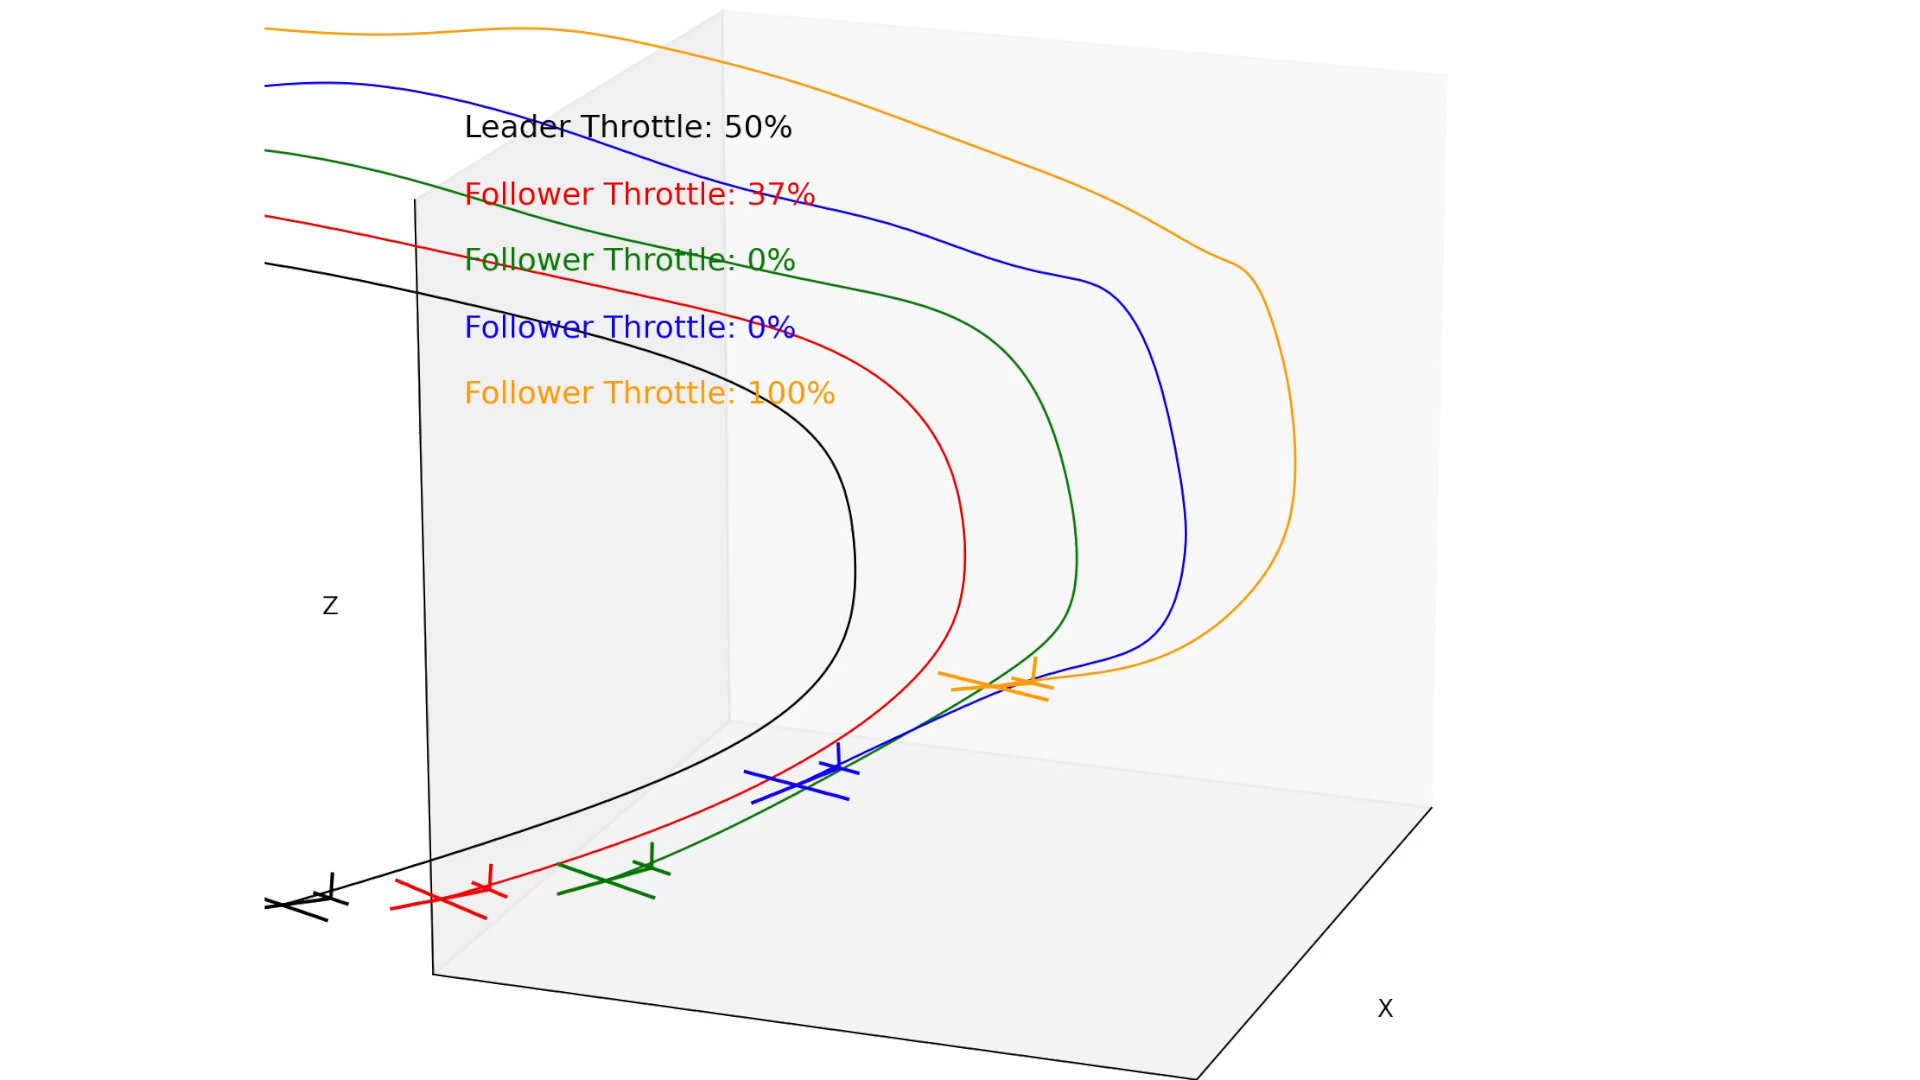 Leader Throttle: 50%
Follower Throttle: 37%
Follower Throttle: 0%
Follower Throttle: 0%
Follower Throttle: 100%
Z
X